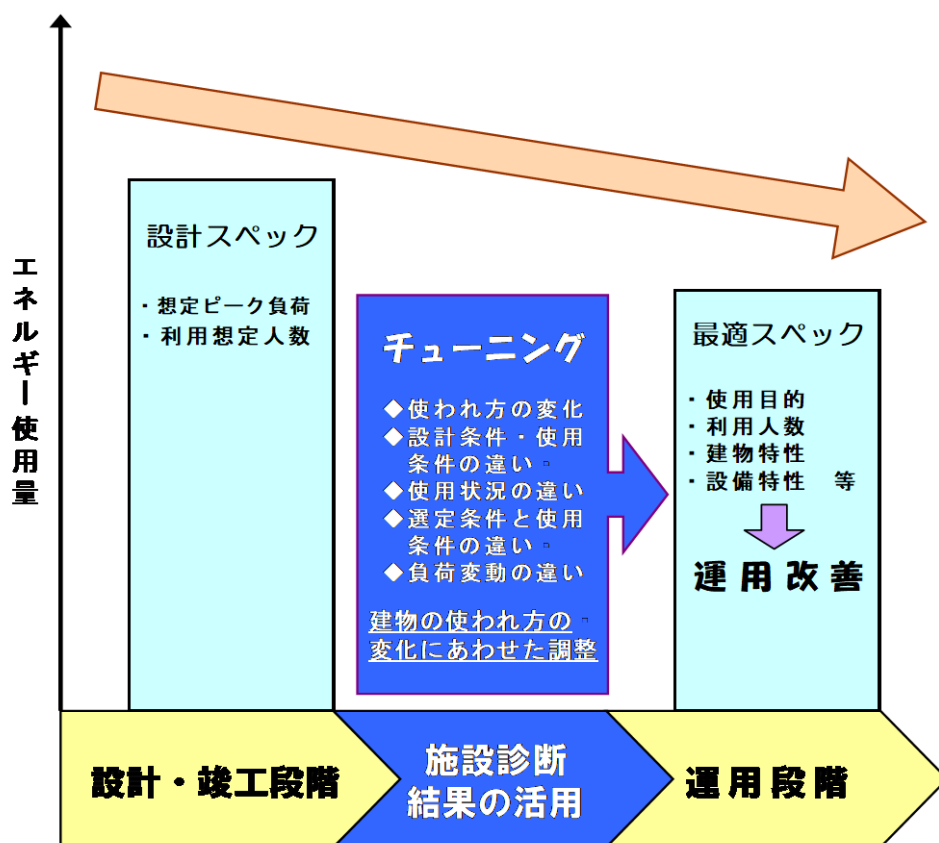 エネルギー使用量
設計スペック
・想定ピーク負荷
・利用想定人数
チューニング
◆使われ方の変化
◆設計条件・使用
条件の違い
◆使用状況の違い
◆選定条件と使用
条件の違い
◆負荷変動の違い
建物の使われ方の
変化にあわせた調整
最適スペック
・使用目的
・利用人数
・建物特性
・設備特性 等
運用改善
設計・竣工段階
施設診断
結果の活用
運用段階